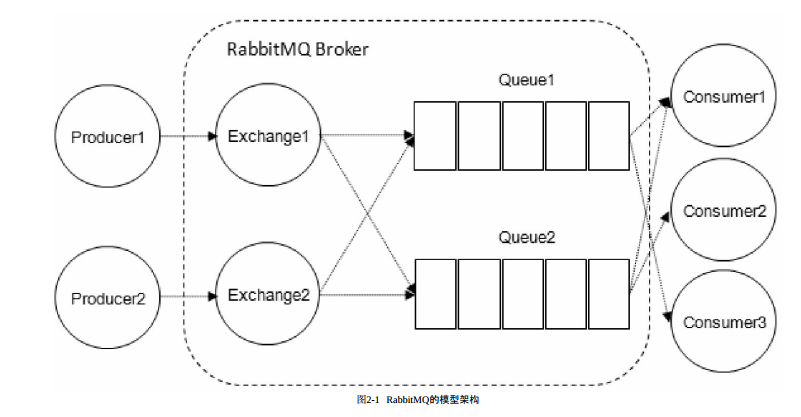 RabbitMQ Broker
Queue1
Producer1
Exchange1
Consumer1
Consumer2
Queue2
Producer2
Exchange2
Consumer3
图2-1 RabbitMQ的模型架构